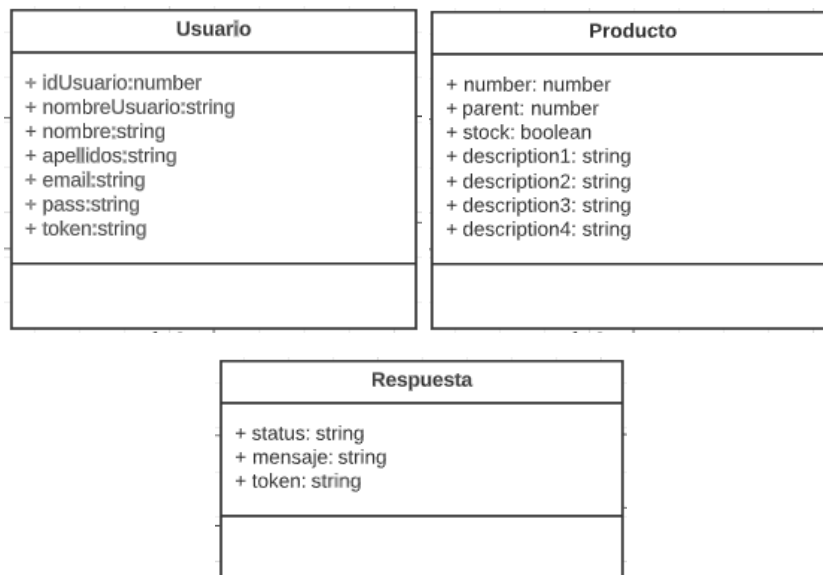 Usuario
+ idUsuario:number
+ nombreUsuario:string
+ nombre:string
+ apellidos:string
+ email:string
+ pass:string
+ token:string
Producto
+ number: number
+ parent: number
+ stock: boolean
+ description1: string
+ description2: string
+ description3: string
+ description4: string
Respuesta
+ status: string
+ mensaje: string
+ token: string